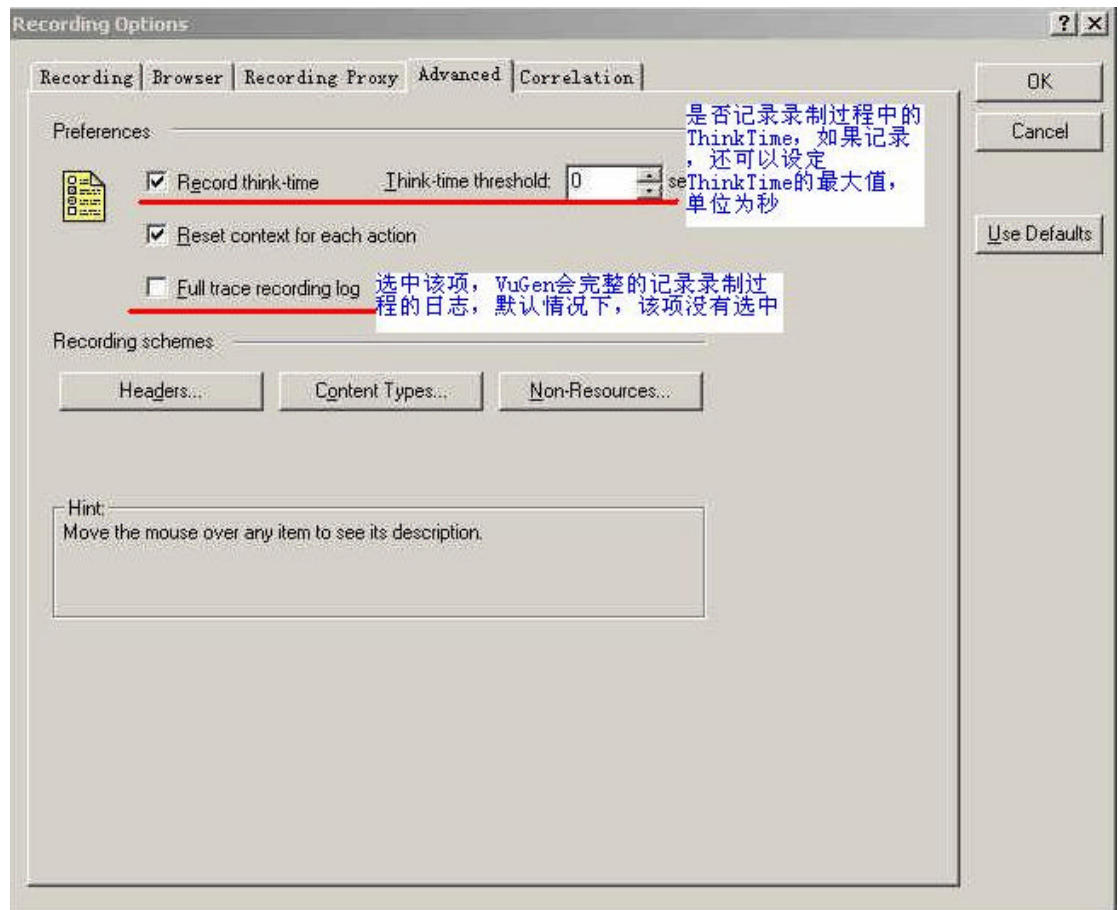 Recording Options
Recording
Browser
Recording Proxy
Advanced
Correlation
OK
Cancel
Use Defaults
Preferences
是否记录录制过程中的
ThinkTime，如果记录
，还可以设定
ThinkTime的最大值，
单位为秒
Record think-time
Think-time threshold:
0
se
Reset context for each action
Full trace recording log
选中该项，VuGen会完整的记录录制过
程的日志，默认情况下，该项没有选中
Recording schemes
Headers...
Content Types...
Non-Resources...
Hint:
Move the mouse over any item to see its description.